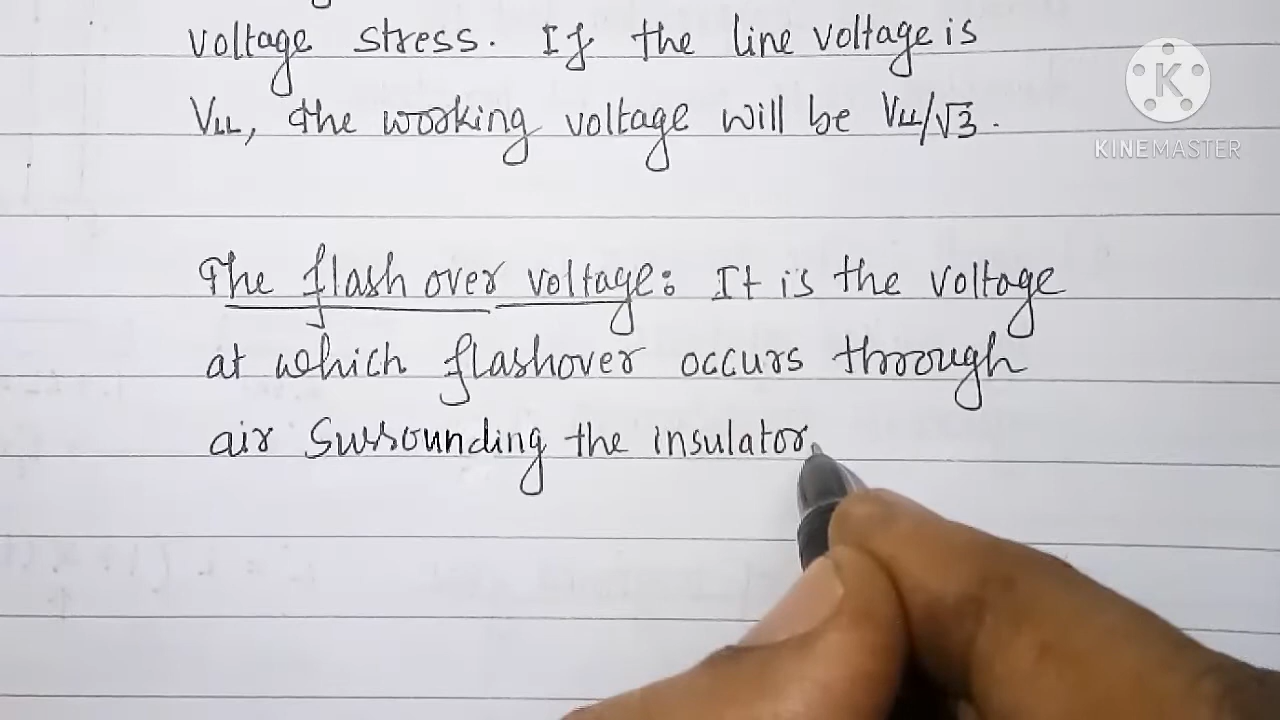 voltage stress. If the line voltage is
VLL, the working voltage will be VLL/√3.
The flash over voltage: It is the voltage
at which flashover occurs through
air Surrounding the insulator.
K
KINEMASTER